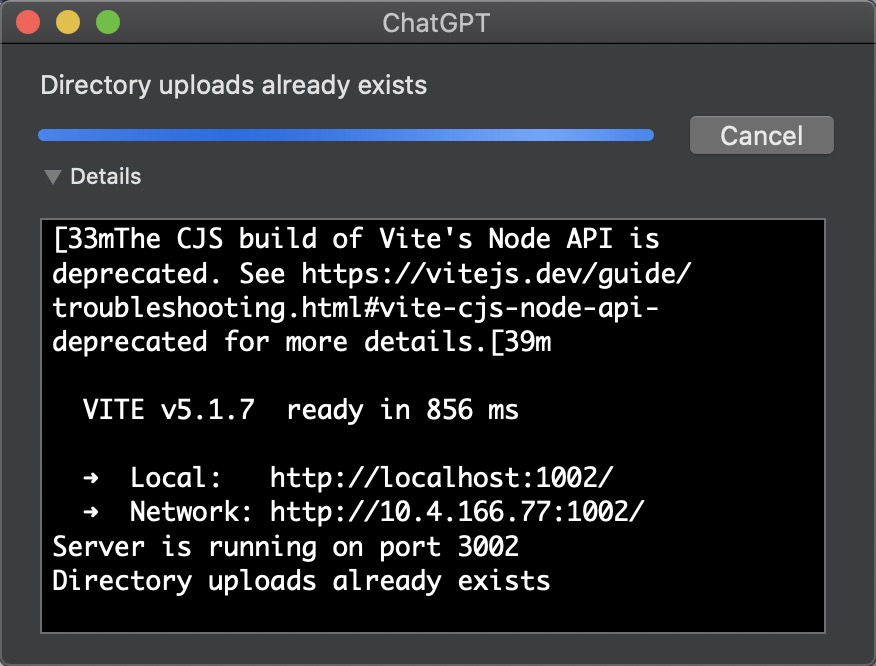 ChatGPT
Directory uploads already exists
Cancel
Details
[33mThe CJS build of Vite's Node API is
deprecated. See https://vitejs.dev/guide/
troubleshooting.html#vite-cjs-node-api-
deprecated for more details.[39m
VITE v5.1.7  ready in 856 ms
➜  Local:   http://localhost:1002/
➜  Network: http://10.4.166.77:1002/
Server is running on port 3002
Directory uploads already exists